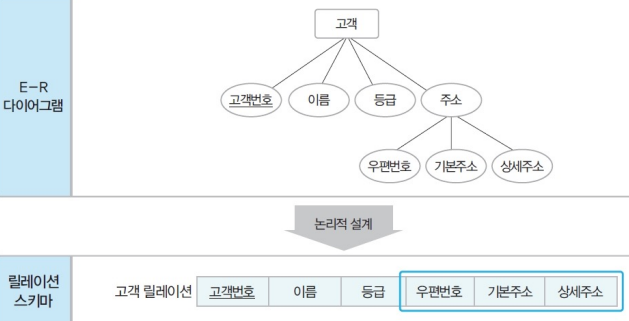 고객
E-R
다이어그램
고객번호 이름 등급 주소
우편번호 기본주소 상세주소
논리적 설계
릴레이션
스키마
고객 릴레이션 고객번호 이름 등급 우편번호 기본주소 상세주소